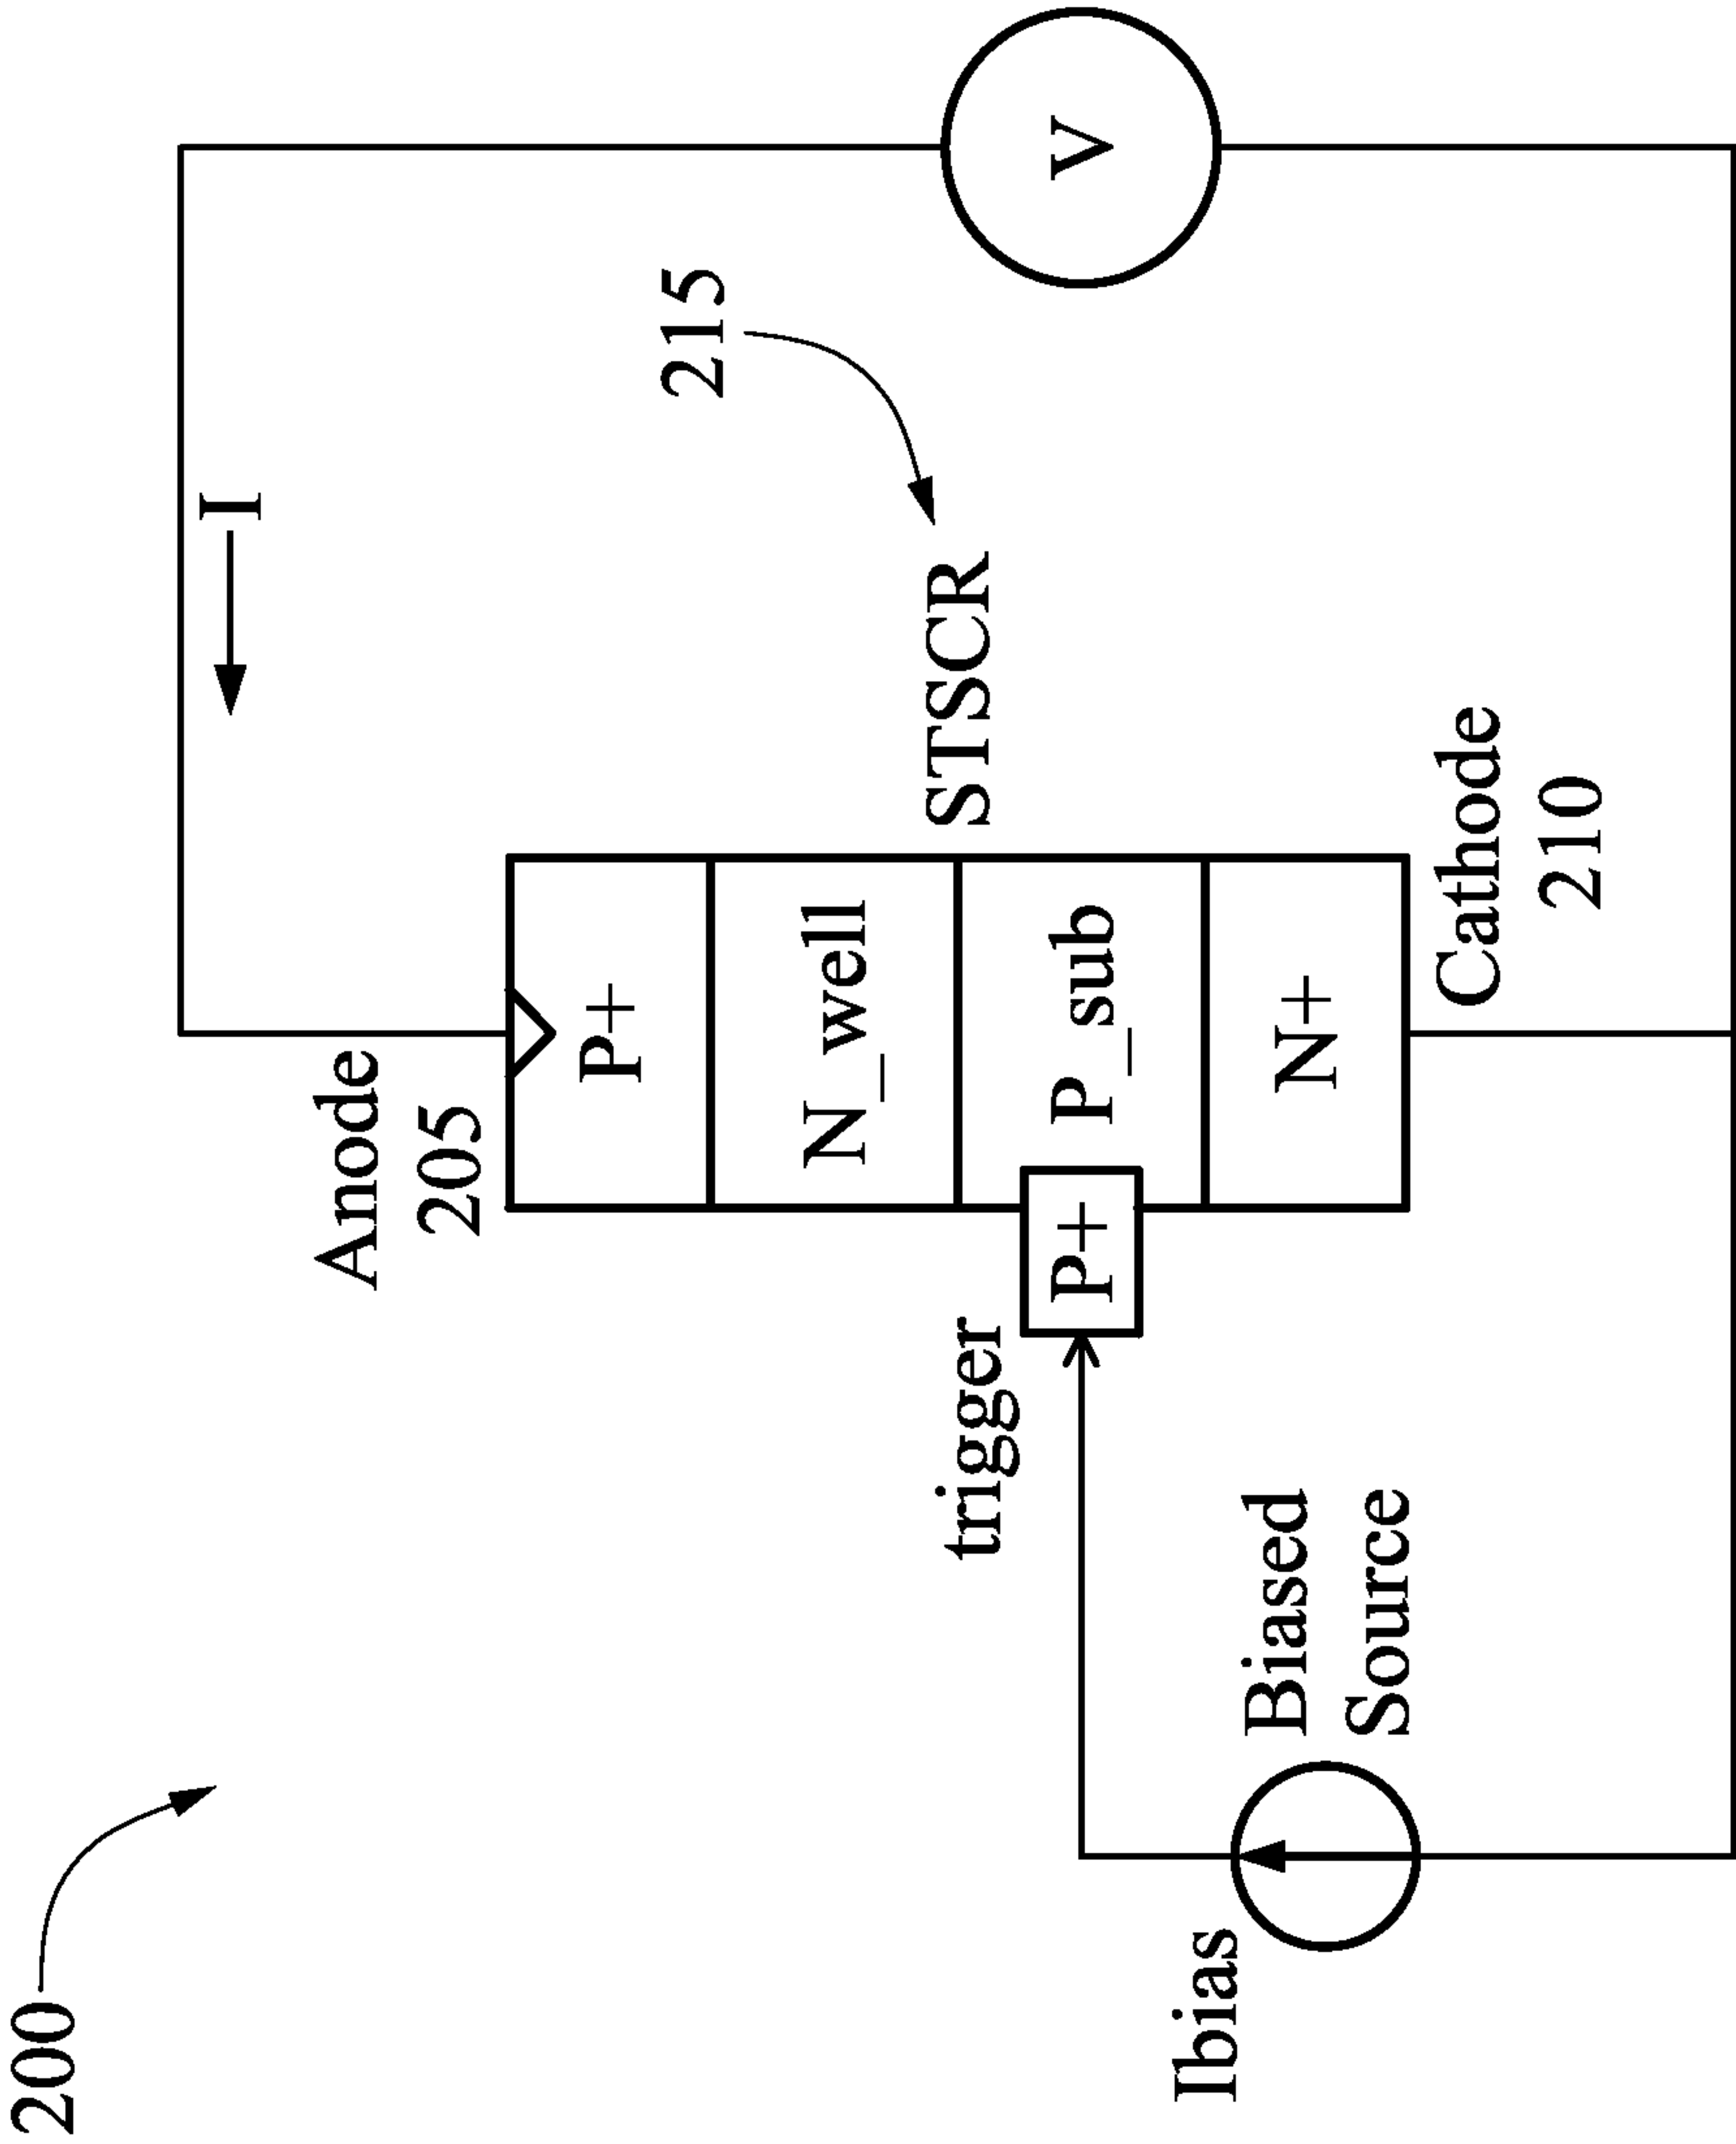 200
I
Anode
205
P+
N_well
P_sub
P+
N+
trigger
STSCR
215
V
Ibias
Biased
Source
Cathode
210